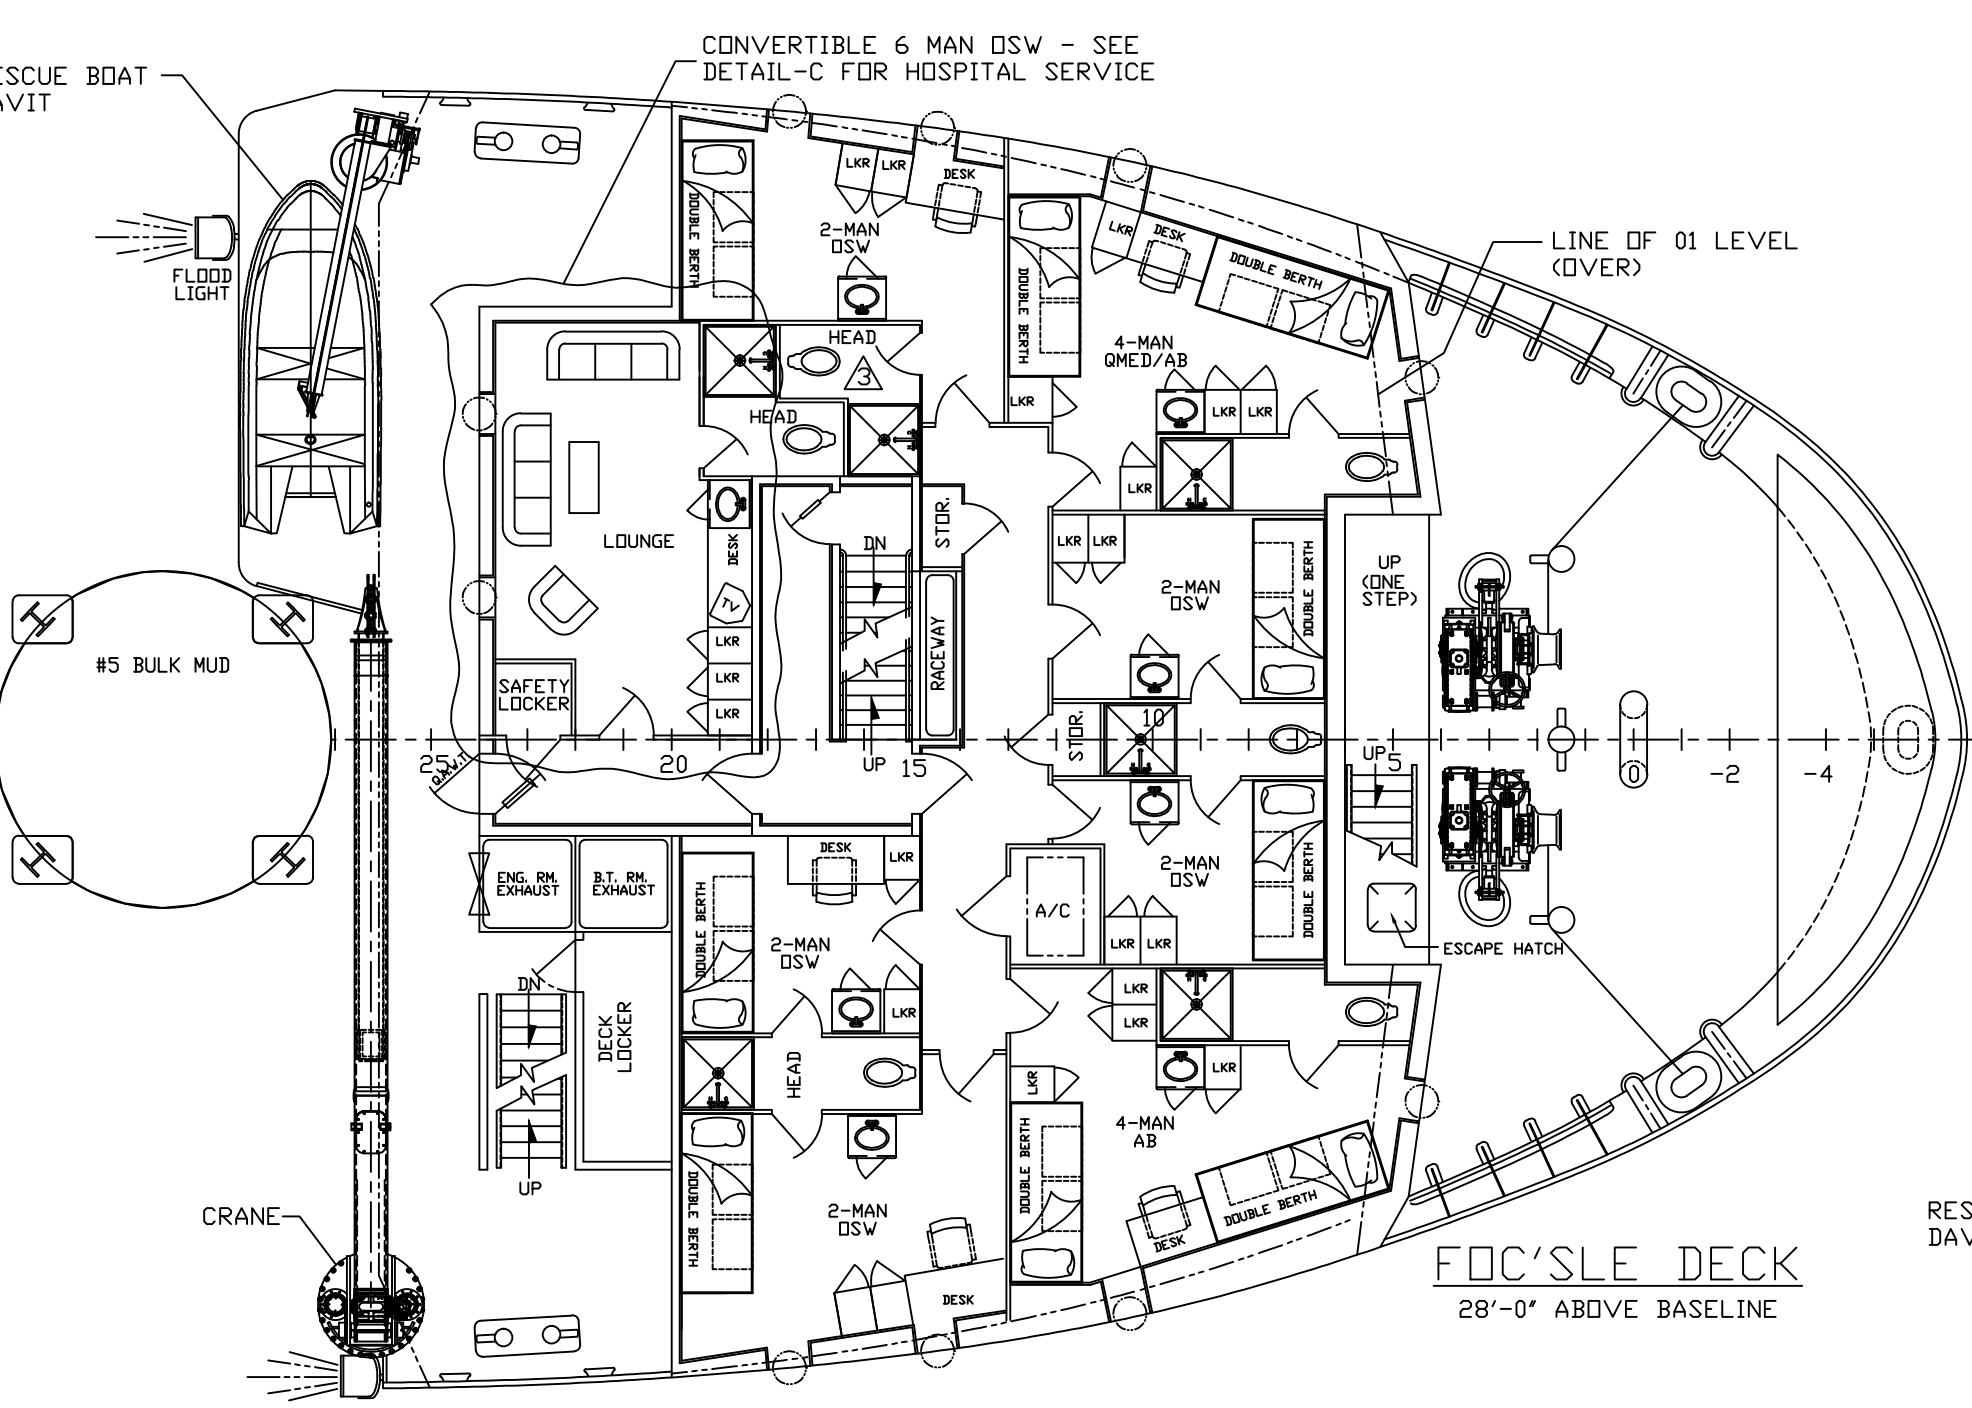 CONVERTIBLE 6 MAN OSW - SEE
DETAIL-C FOR HOSPITAL SERVICE
ESCUE BOAT
AVIT
FLOOD
LIGHT
LKR
LKR
DESK
DOUBLE BERTH
2-MAN
OSW
LKR
DESK
DOUBLE BERTH
DOUBLE BERTH
LINE OF 01 LEVEL
(OVER)
4-MAN
QMED/AB
HEAD
3
HEAD
LKR
LKR
LKR
LKR
LOUNGE
DESK
TV
LKR
LKR
LKR
DN
STOR.
RACEWAY
LKR
LKR
2-MAN
OSW
DOUBLE BERTH
UP
(ONE
STEP)
#5 BULK MUD
SAFETY
LOCKER
STOR.
10
25
Q.A.W.T.
20
UP
15
UP
5
0
-2
-4
ENG. RM.
EXHAUST
B.T. RM.
EXHAUST
DESK
LKR
DOUBLE BERTH
2-MAN
OSW
LKR
A/C
2-MAN
OSW
DOUBLE BERTH
LKR
LKR
ESCAPE HATCH
DN
DECK
LOCKER
UP
HEAD
LKR
LKR
LKR
LKR
4-MAN
AB
DOUBLE BERTH
DOUBLE BERTH
DESK
DOUBLE BERTH
2-MAN
OSW
DESK
CRANE
RES
DAV
FOC'SLE DECK
28'-0" ABOVE BASELINE